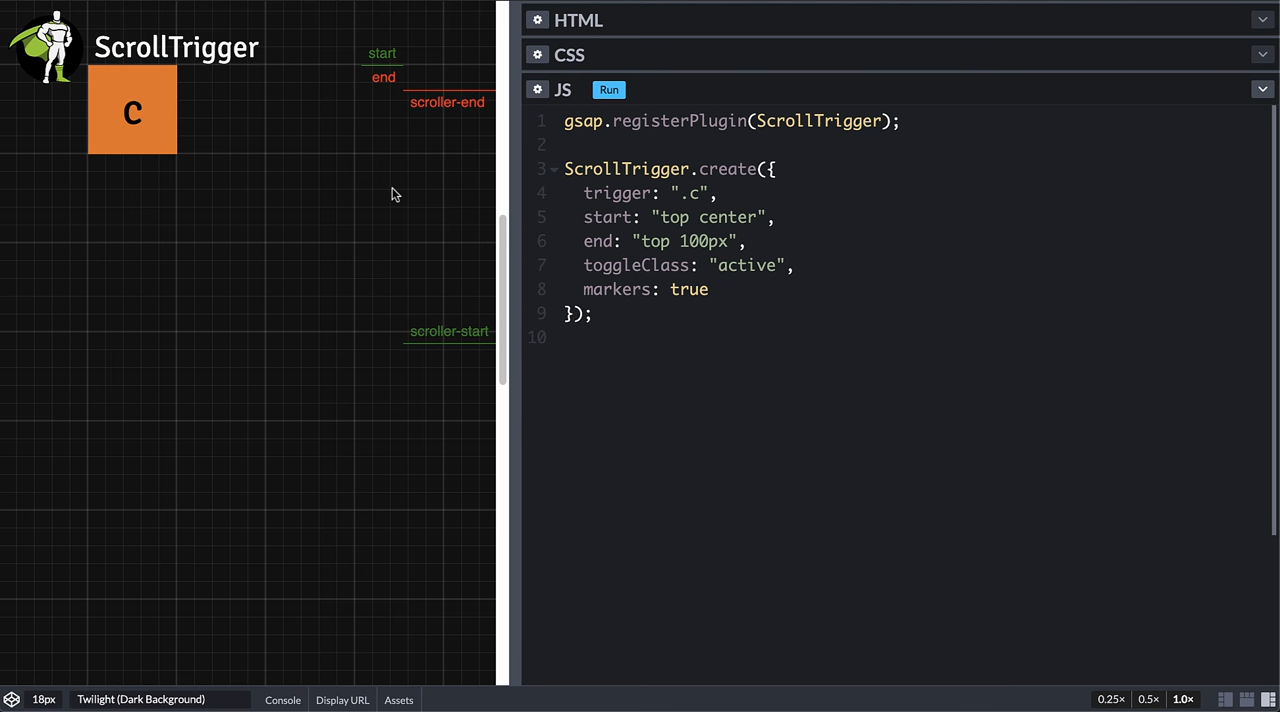 ScrollTrigger
start
end
scroller-end
C
scroller-start
HTML
CSS
JS Run
1 gsap.registerPlugin(ScrollTrigger);
2
3 ScrollTrigger.create({
4 trigger: ".c",
5 start: "top center",
6 end: "top 100px",
7 toggleClass: "active",
8 markers: true
9 });
10
18px Twilight (Dark Background) Console Display URL Assets 0.25× 0.5× 1.0×